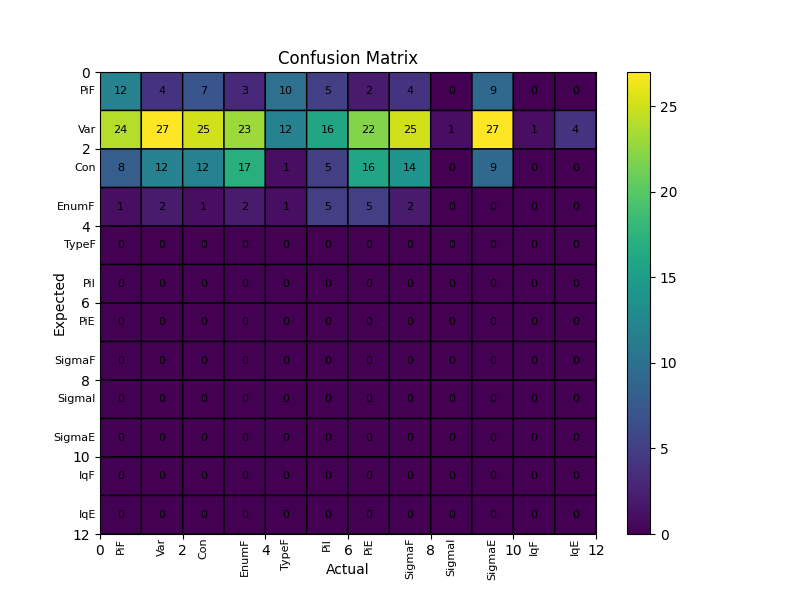 Confusion Matrix
0
PiF 12 4 7 3 10 5 2 4 0 9 0 0
Var 24 27 25 23 12 16 22 25 1 27 1 4
2
Con 8 12 12 17 1 5 16 14 0 9 0 0
EnumF 1 2 1 2 1 5 5 2 0 0 0 0
4
TypeF 0 0 0 0 0 0 0 0 0 0 0 0
PiI 0 0 0 0 0 0 0 0 0 0 0 0
6
PiE 0 0 0 0 0 0 0 0 0 0 0 0
SigmaF 0 0 0 0 0 0 0 0 0 0 0 0
8
SigmaI 0 0 0 0 0 0 0 0 0 0 0 0
SigmaE 0 0 0 0 0 0 0 0 0 0 0 0
10
IqF 0 0 0 0 0 0 0 0 0 0 0 0
IqE 0 0 0 0 0 0 0 0 0 0 0 0
12
Expected
0 2 4 6 8 10 12
PiF Var Con EnumF TypeF PiI PiE SigmaF SigmaI SigmaE IqF IqE
Actual
25
20
15
10
5
0